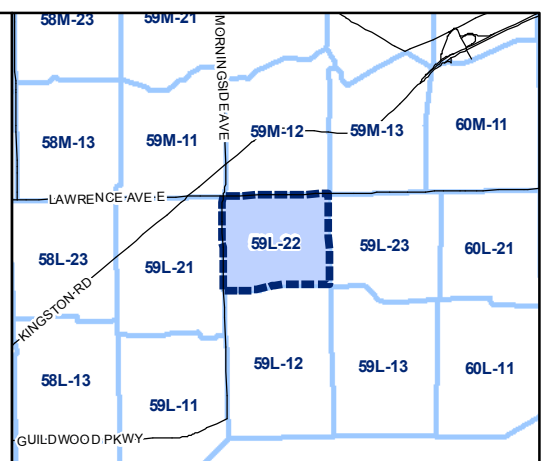 58M-23
59M-21
MORNINGSIDE AVE
58M-13
59M-11
59M-12
59M-13
60M-11
LAWRENCE AVE E
58L-23
59L-21
59L-22
59L-23
60L-21
KINGSTON RD
58L-13
59L-11
59L-12
59L-13
60L-11
GUILDWOOD PKWY